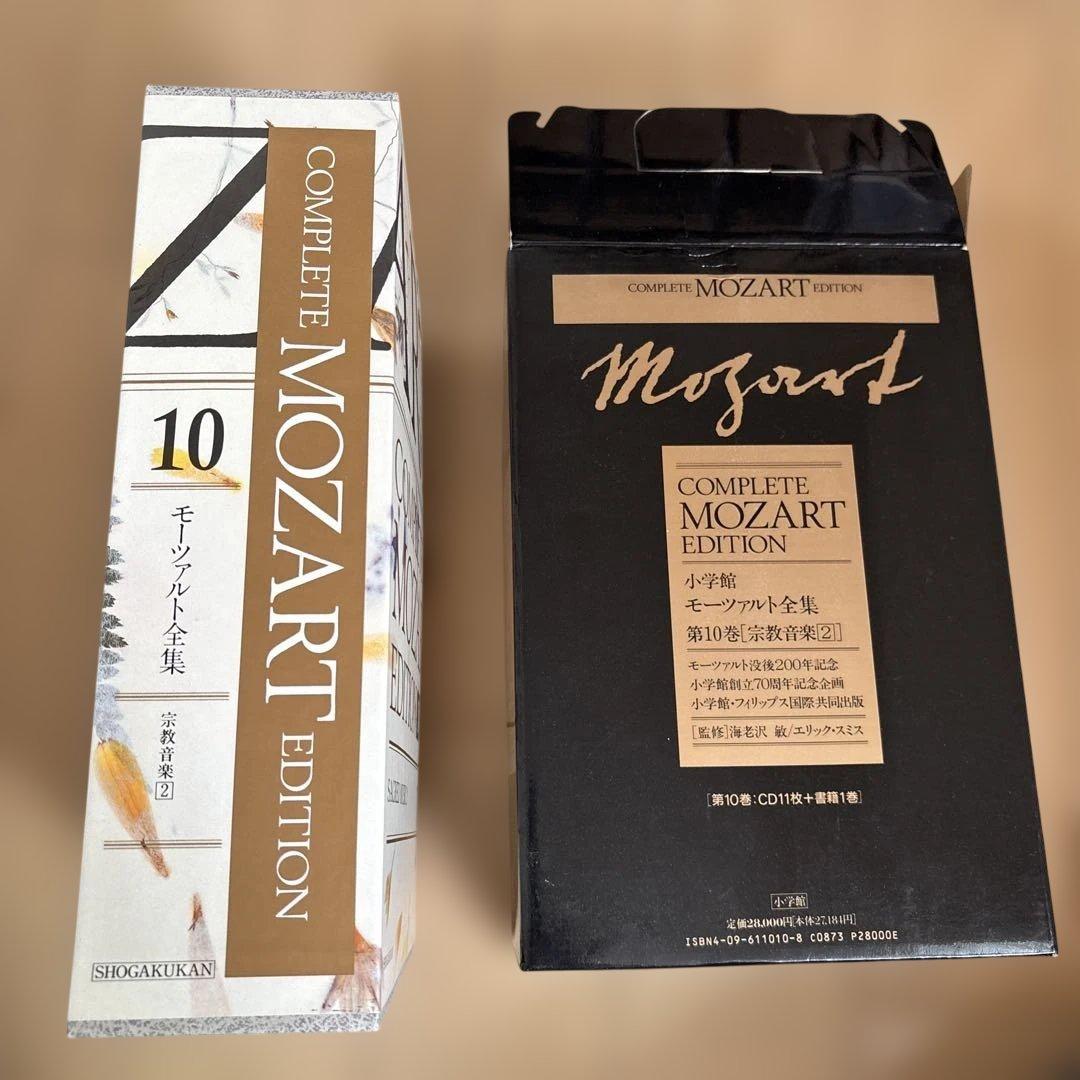 COMPLETE MOZART EDITION
10
モーツァルト全集
宗教音楽2
SHOGAKUKAN
COMPLETE MOZART EDITION
Mozart
COMPLETE
MOZART
EDITION
小学館
モーツァルト全集
第10巻[宗教音楽2]
モーツァルト没後200年記念
小学館創立70周年記念企画
小学館・フィリップス国際共同出版
[監修]海老沢 敏/エリック・スミス
[第10巻:CD11枚+書籍1巻]
小学館
定価28,000円[本体27,184円]
ISBN4-09-611010-8 C0873 P28000E